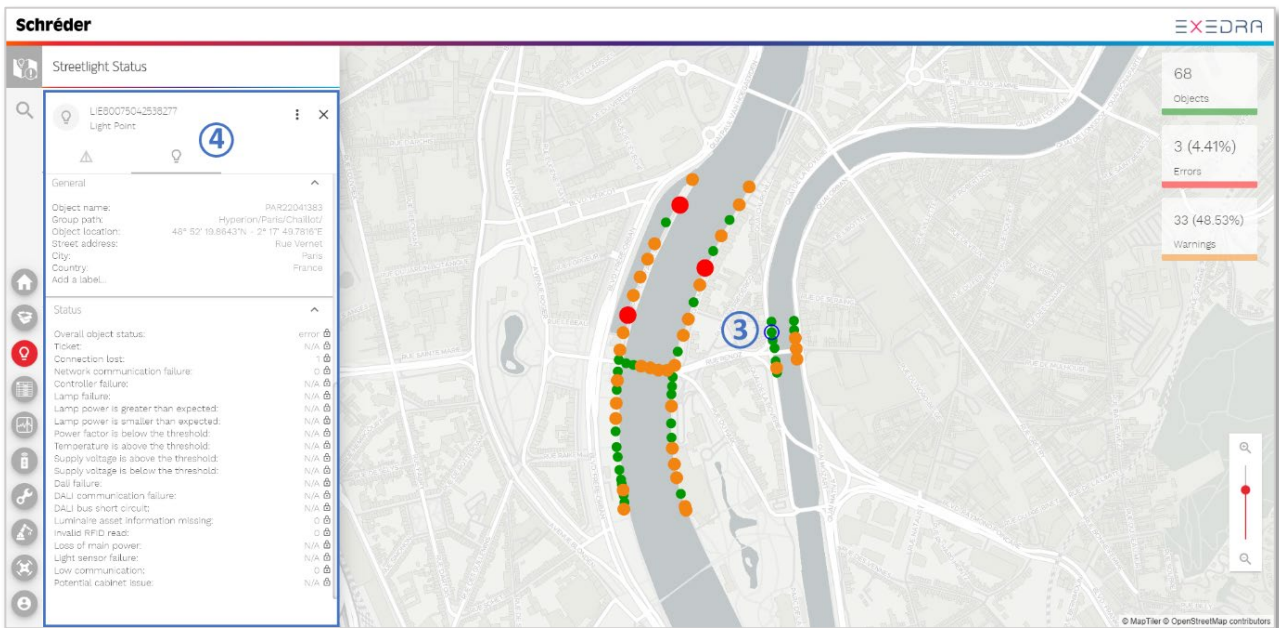 Schréder
EXEDRA
Streetlight Status
LIE80075042538277
Light Point
④
General
Object name: PAR22041383
Group path: Hyperion/Paris/Chaillot/
Object location: 48° 52' 19.8643"N - 2° 17' 49.7816"E
Street address: Rue Vernet
City: Paris
Country: France
Add a label...
Status
Overall object status: error
Ticket: N/A
Connection lost: 1
Network communication failure: 0
Controller failure: N/A
Lamp failure: N/A
Lamp power is greater than expected: N/A
Lamp power is smaller than expected: N/A
Power factor is below the threshold: N/A
Temperature is above the threshold: N/A
Supply voltage is above the threshold: N/A
Supply voltage is below the threshold: N/A
Dali failure: N/A
DALI communication failure: N/A
DALI bus short circuit: N/A
Luminaire asset information missing: 0
Invalid RFID read: 0
Loss of main power: N/A
Light sensor failure: N/A
Low communication: 0
Potential cabinet issue: N/A
③
68
Objects
3 (4.41%)
Errors
33 (48.53%)
Warnings
© MapTiler © OpenStreetMap contributors